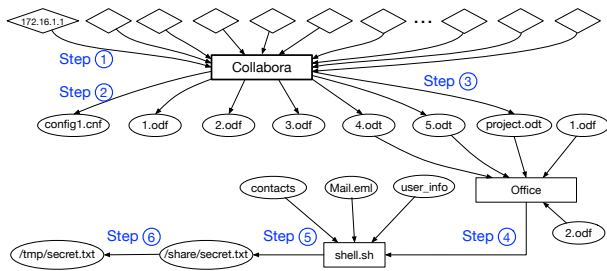 172.16.1.1
...
Step ①
Collabora
Step ②
Step ③
config1.cnf
1.odf
2.odf
3.odf
4.odt
5.odt
project.odt
1.odf
contacts
Mail.eml
user_info
Office
Step ⑥
Step ⑤
Step ④
2.odf
/tmp/secret.txt
/share/secret.txt
shell.sh